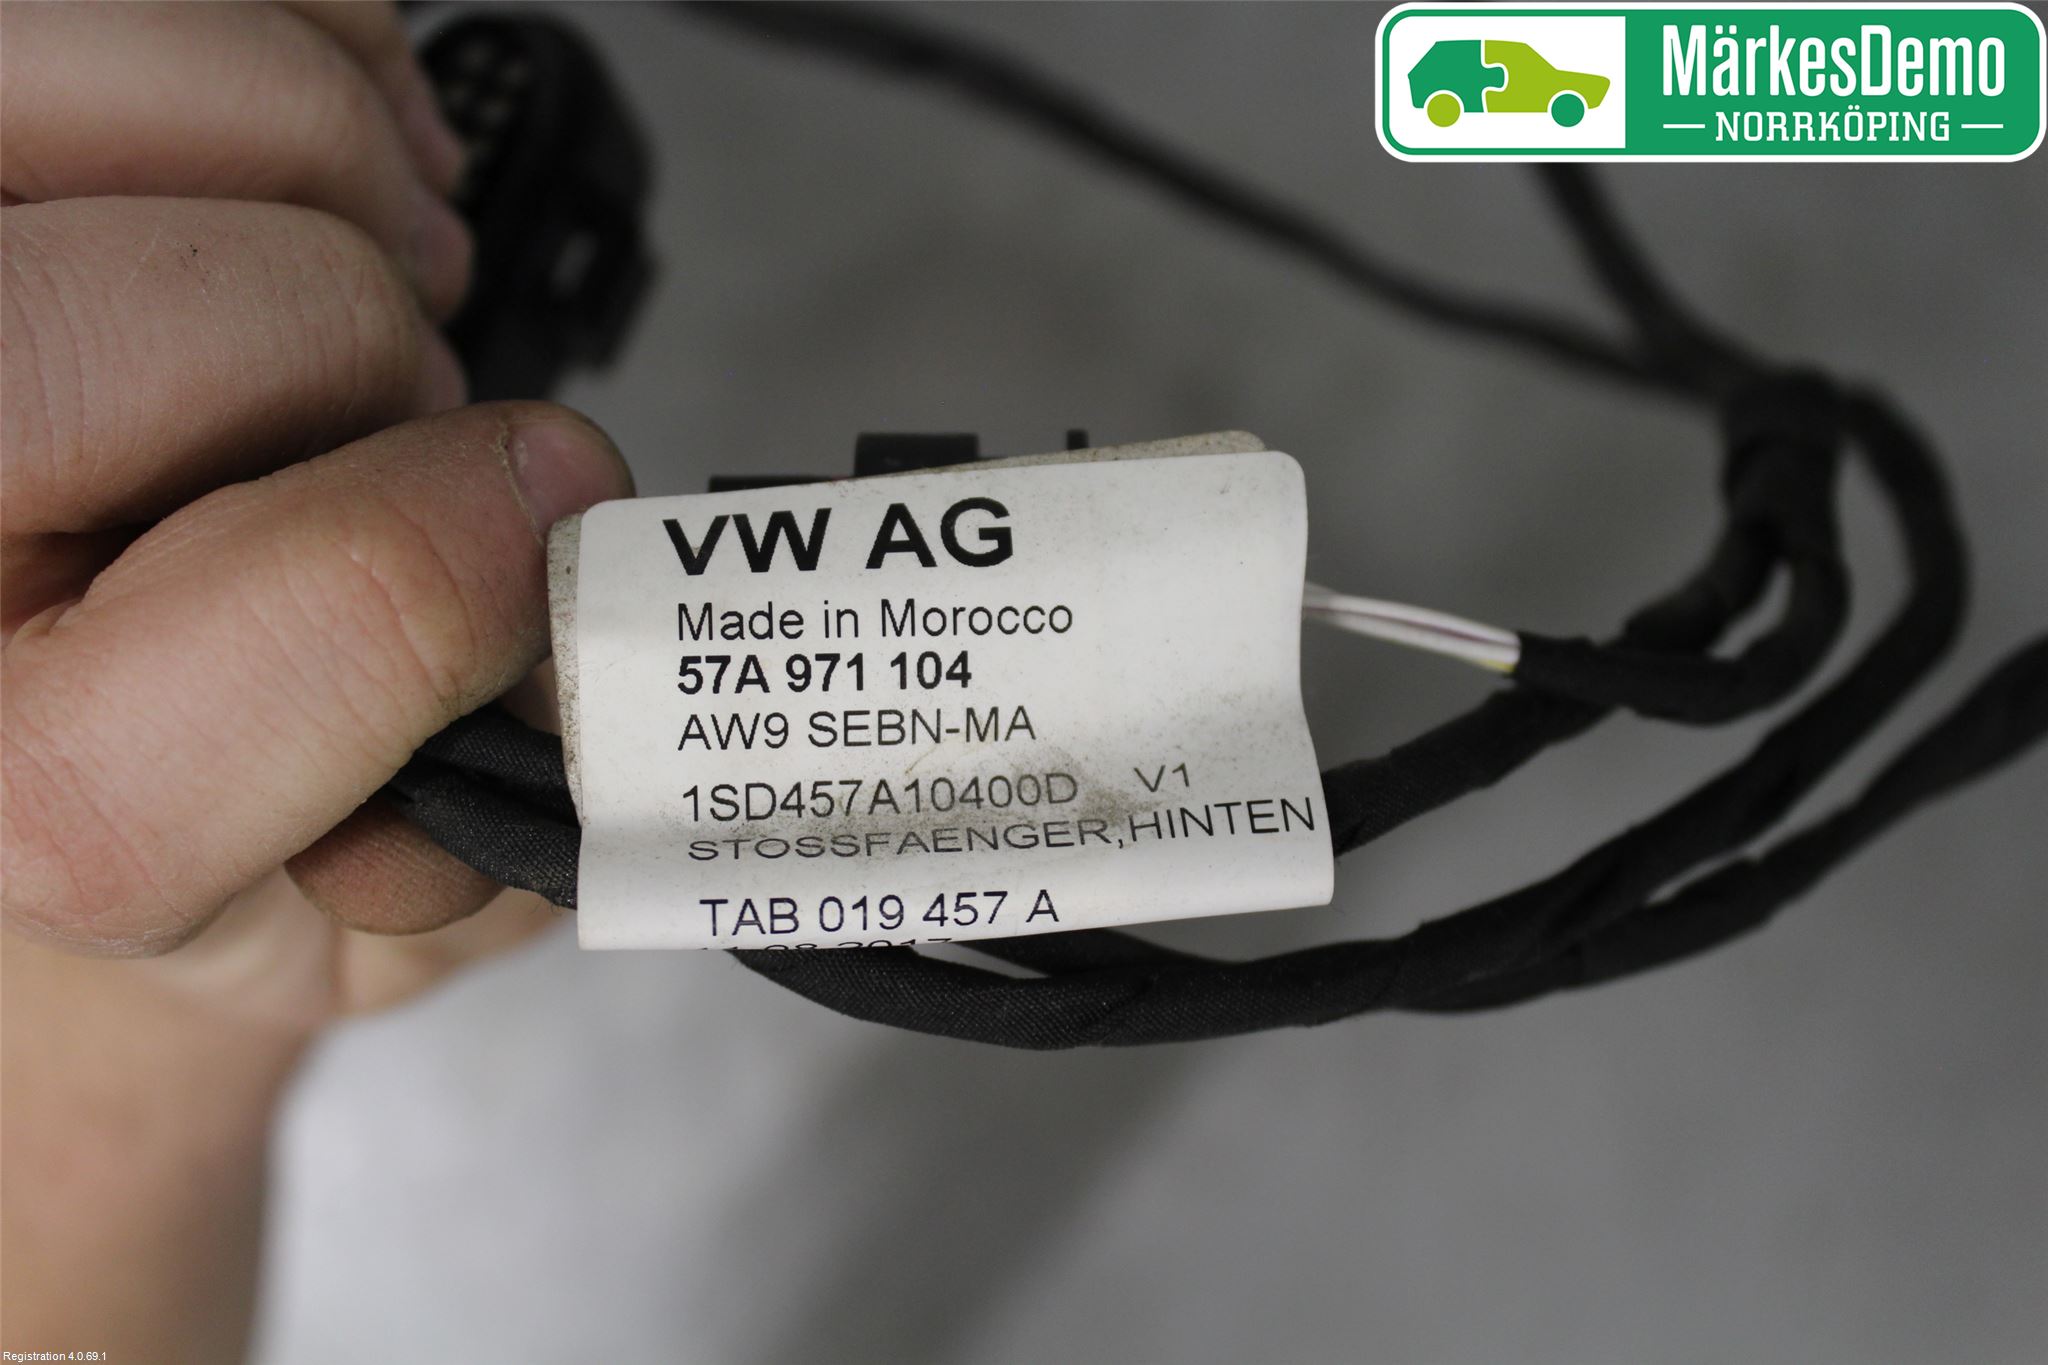 MärkesDemo
NORRKÖPING
VW AG
Made in Morocco
57A 971 104
AW9 SEBN-MA
1SD457A10400D V1
STOSSFAENGER,HINTEN
TAB 019 457 A
Registration 4.0.69.1